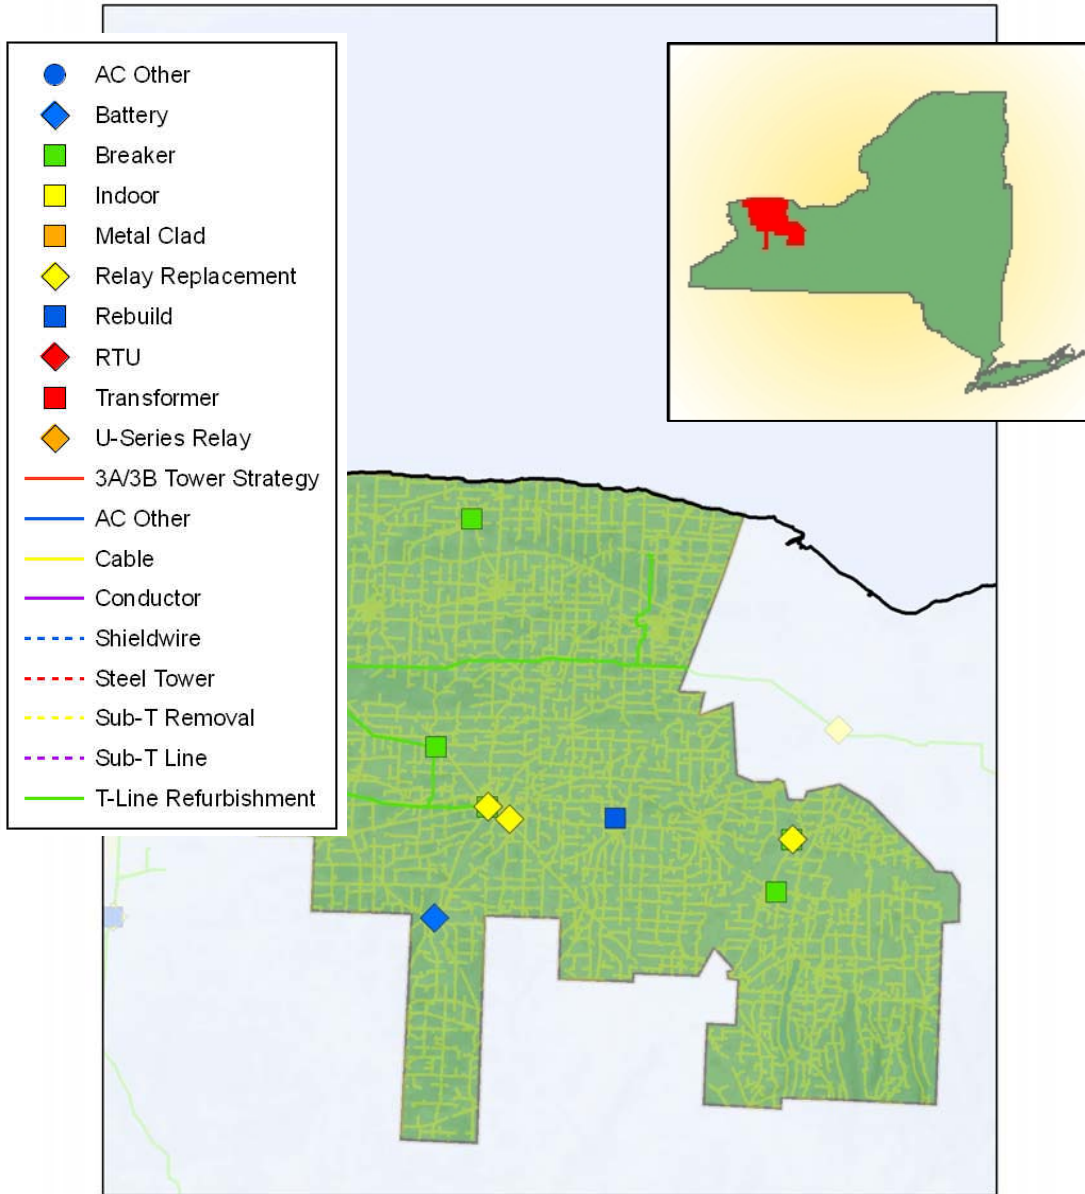 AC Other
Battery
Breaker
Indoor
Metal Clad
Relay Replacement
Rebuild
RTU
Transformer
U-Series Relay
3A/3B Tower Strategy
AC Other
Cable
Conductor
Shieldwire
Steel Tower
Sub-T Removal
Sub-T Line
T-Line Refurbishment